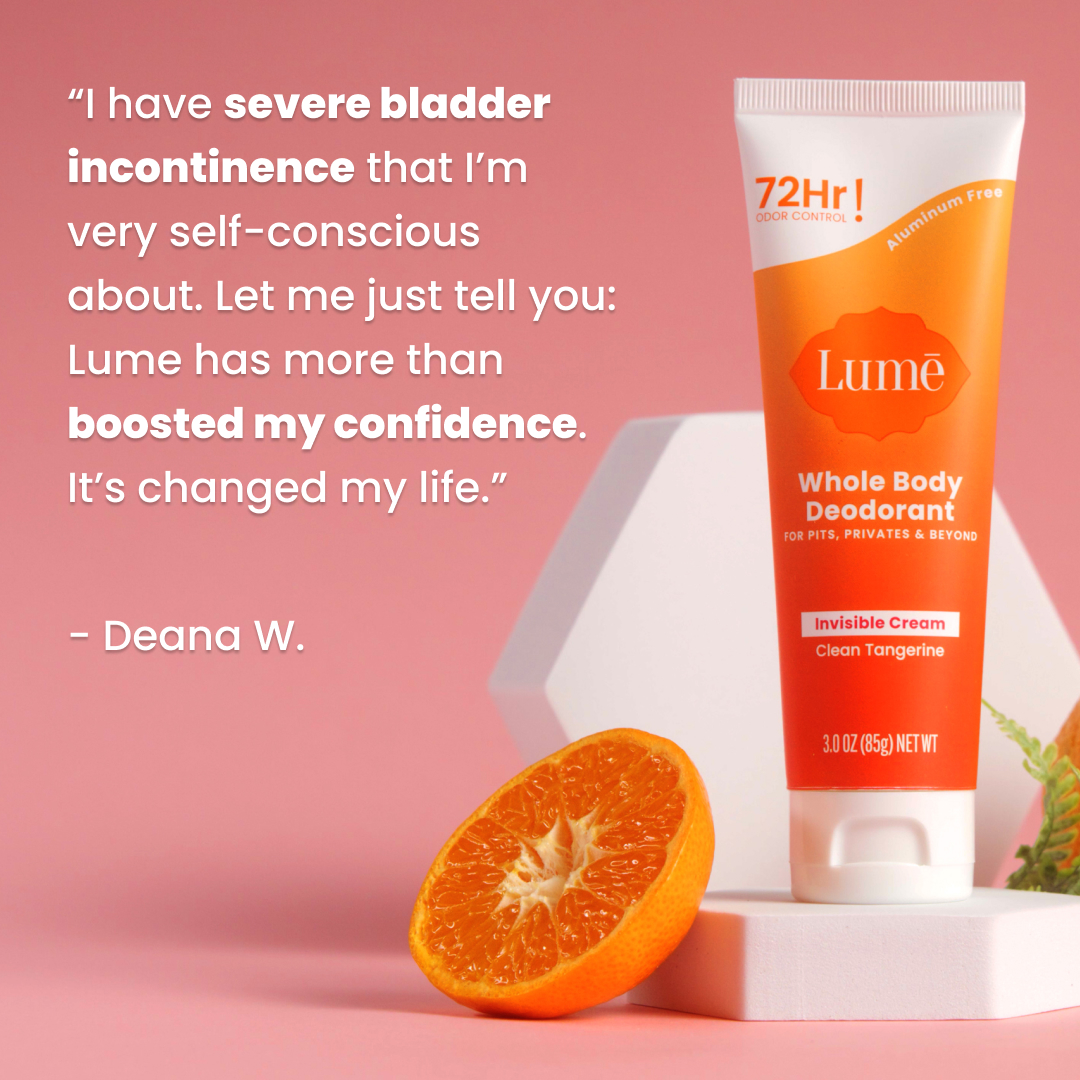 “I have severe bladder
incontinence that I’m
very self-conscious
about. Let me just tell you:
Lume has more than
boosted my confidence.
It’s changed my life.”
- Deana W.
72Hr!
ODOR CONTROL
Aluminum Free
Lumē
Whole Body
Deodorant
FOR PITS, PRIVATES & BEYOND
Invisible Cream
Clean Tangerine
3.0 OZ (85g) NET WT